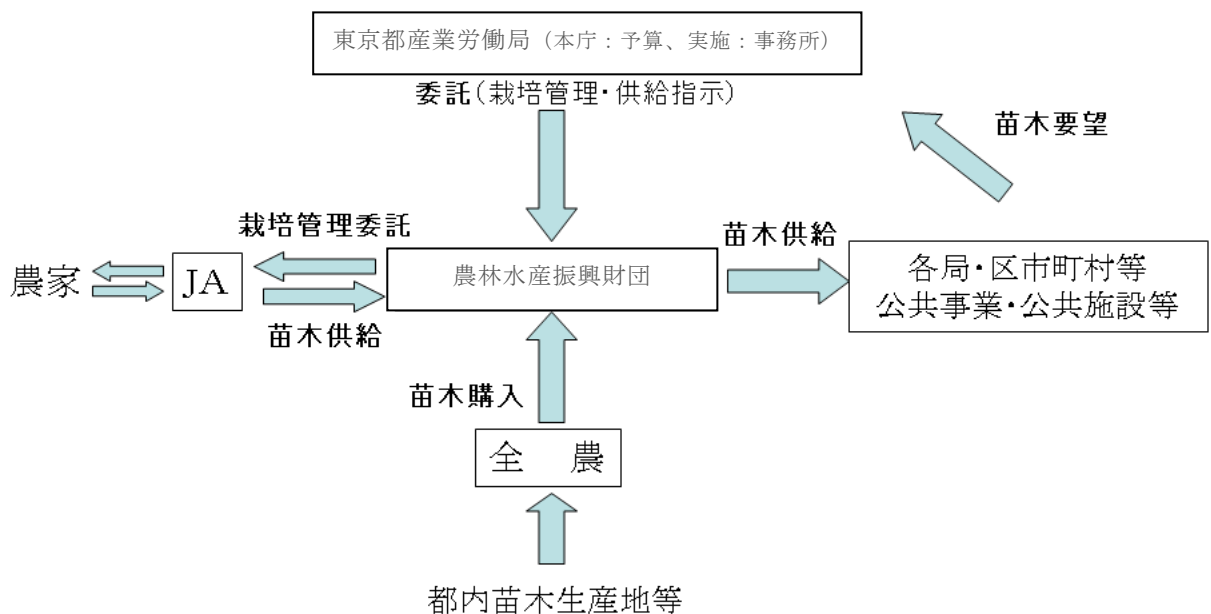 東京都産業労働局（本庁：予算、実施：事務所）
委託（栽培管理・供給指示）
苗木要望
栽培管理委託
苗木供給
農家
JA
農林水産振興財団
各局・区市町村等
公共事業・公共施設等
苗木供給
苗木購入
全　農
都内苗木生産地等